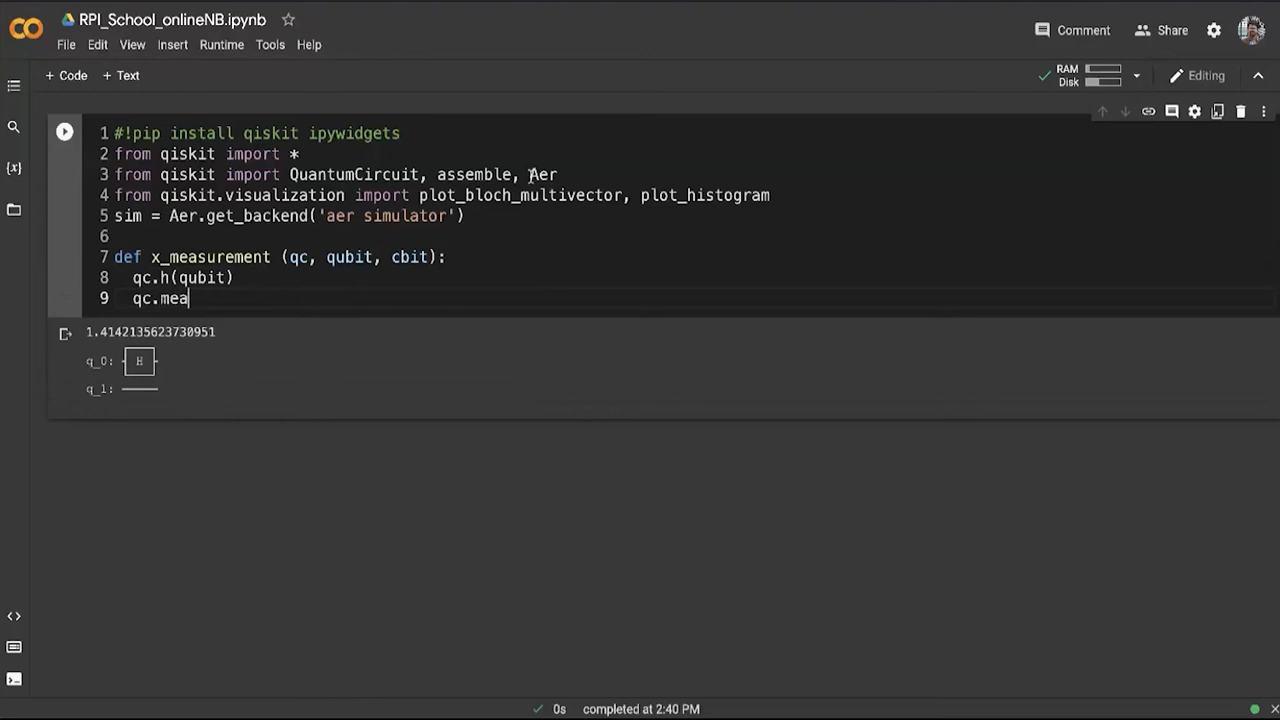 RPI_School_onlineNB.ipynb
File Edit View Insert Runtime Tools Help
Comment Share
+ Code + Text
RAM
Disk
Editing
1 #!pip install qiskit ipywidgets
2 from qiskit import *
3 from qiskit import QuantumCircuit, assemble, Aer
4 from qiskit.visualization import plot_bloch_multivector, plot_histogram
5 sim = Aer.get_backend('aer simulator')
6
7 def x_measurement (qc, qubit, cbit):
8 qc.h(qubit)
9 qc.mea
1.4142135623730951
q_0: H
q_1:
0s completed at 2:40 PM